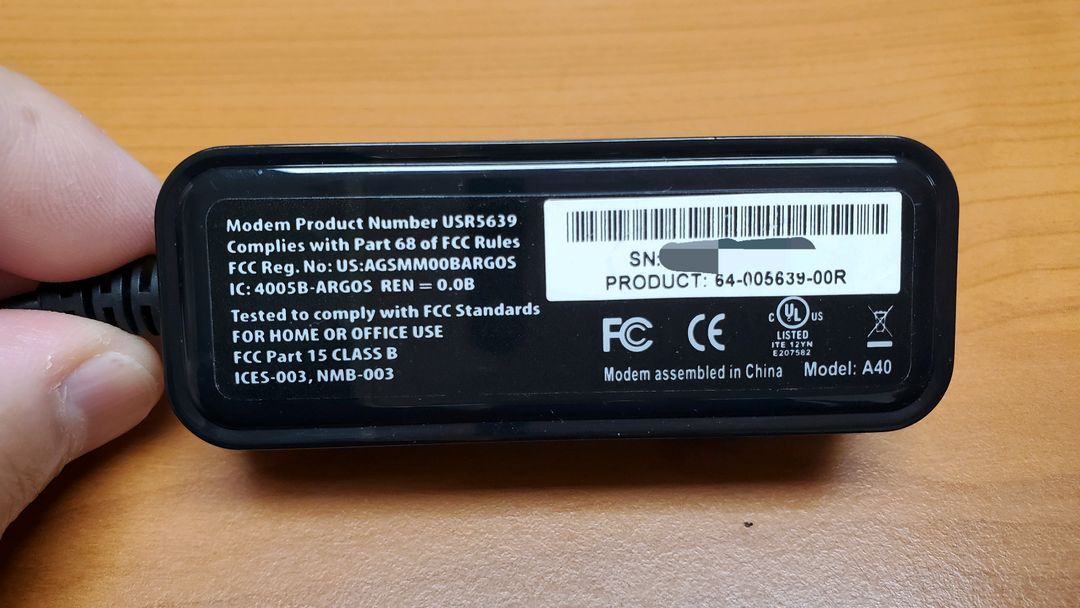 Modem Product Number USR5639
Complies with Part 68 of FCC Rules
FCC Reg. No: US:AGSMM00BARGOS
IC: 4005B-ARGOS REN = 0.0B
Tested to comply with FCC Standards
FOR HOME OR OFFICE USE
FCC Part 15 CLASS B
ICES-003, NMB-003
SN:
PRODUCT: 64-005639-00R
FC CE c UL US
LISTED
ITE 12YN
E207582
Modem assembled in China Model: A40